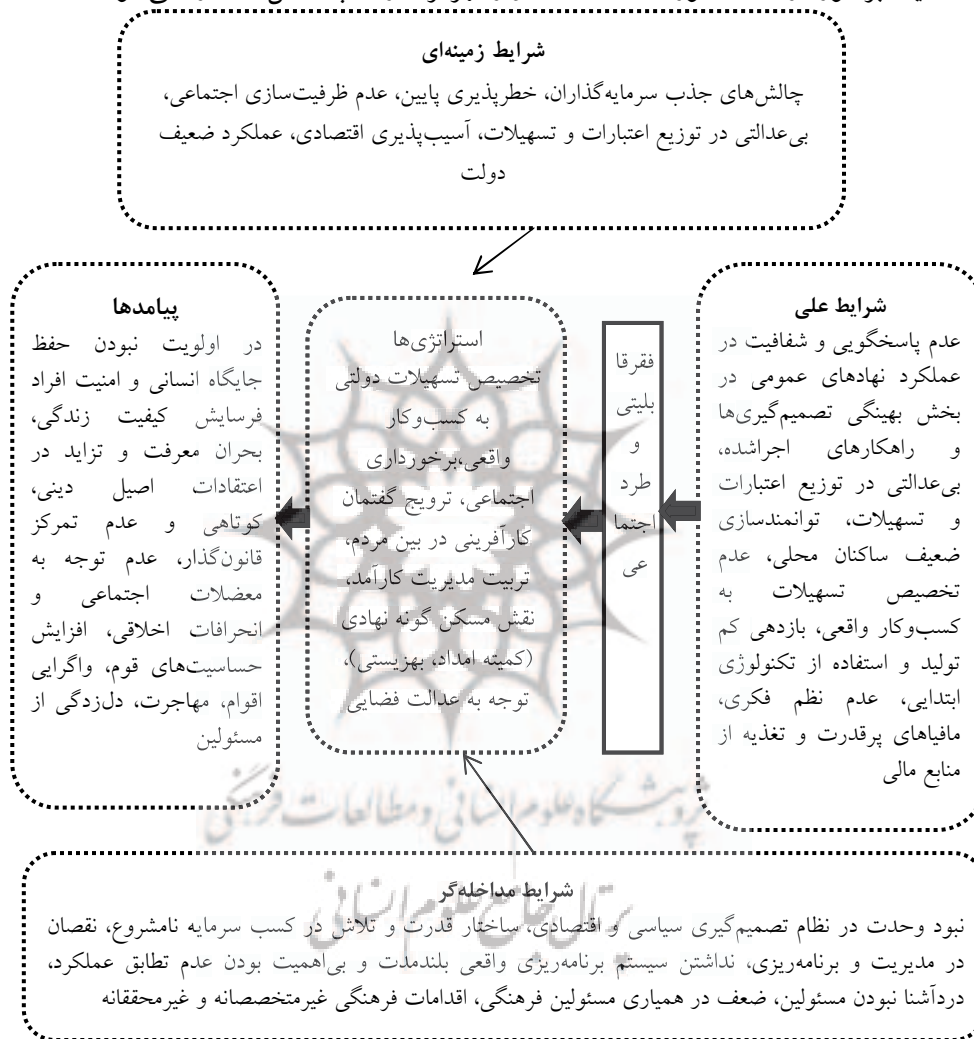 شرایط زمینه‌ای
چالش‌های جذب سرمایه‌گذاران، خطرپذیری پایین، عدم ظرفیت‌سازی اجتماعی،
بی‌عدالتی در توزیع اعتبارات و تسهیلات، آسیب‌پذیری اقتصادی، عملکرد ضعیف
دولت
شرایط علی
عدم پاسخگویی و شفافیت در
عملکرد نهادهای عمومی در
بخش بهینگی تصمیم‌گیری‌ها
و راهکارهای اجراشده،
بی‌عدالتی در توزیع اعتبارات
و تسهیلات، توانمندسازی
ضعیف ساکنان محلی، عدم
تخصیص تسهیلات به
کسب‌وکار واقعی، بازدهی کم
تولید و استفاده از تکنولوژی
ابتدایی، عدم نظم فکری،
مافیاهای پرقدرت و تغذیه از
منابع مالی
فقرقا
بلیتی
و
طرد
اجتما
عی
استراتژی‌ها
تخصیص تسهیلات دولتی
به کسب‌وکار
واقعی،برخورداری
اجتماعی، ترویج گفتمان
کارآفرینی در بین مردم،
تربیت مدیریت کارآمد،
نقش مسکن گونه نهادی
(کمیته امداد، بهزیستی)،
توجه به عدالت فضایی
پیامدها
در اولویت نبودن حفظ
جایگاه انسانی و امنیت افراد
فرسایش کیفیت زندگی،
بحران معرفت و تزاید در
اعتقادات اصیل دینی،
کوتاهی و عدم تمرکز
قانون‌گذار، عدم توجه به
معضلات اجتماعی و
انحرافات اخلاقی، افزایش
حساسیت‌های قوم، واگرایی
اقوام، مهاجرت، دل‌زدگی از
مسئولین
پژوهشگاه علوم انسانی و مطالعات فرهنگی
پرتال جامع علوم انسانی
شرایط مداخله‌گر
نبود وحدت در نظام تصمیم‌گیری سیاسی و اقتصادی، ساختار قدرت و تلاش در کسب سرمایه نامشروع، نقصان
در مدیریت و برنامه‌ریزی، نداشتن سیستم برنامه‌ریزی واقعی بلندمدت و بی‌اهمیت بودن عدم تطابق عملکرد،
دردآشنا نبودن مسئولین، ضعف در همیاری مسئولین فرهنگی، اقدامات فرهنگی غیرمتخصصانه و غیرمحققانه